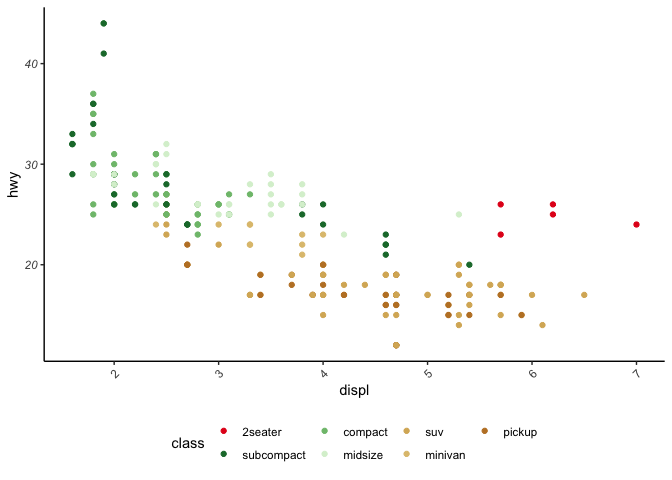 40
30
20
hwy
2 3 4 5 6 7
displ
class 2seater compact suv pickup
subcompact midsize minivan